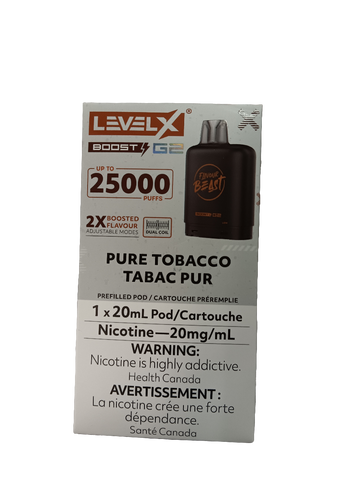 LEVEL X®
BOOST G2
UP TO
25000
PUFFS
2X BOOSTED
FLAVOUR
ADJUSTABLE MODES
DUAL COIL
FLAVOUR
BEAST
PURE TOBACCO
TABAC PUR
PREFILLED POD / CARTOUCHE PRÉREMPLIE
1 x 20mL Pod/Cartouche
Nicotine—20mg/mL
WARNING:
Nicotine is highly addictive.
Health Canada
AVERTISSEMENT :
La nicotine crée une forte
dépendance.
Santé Canada